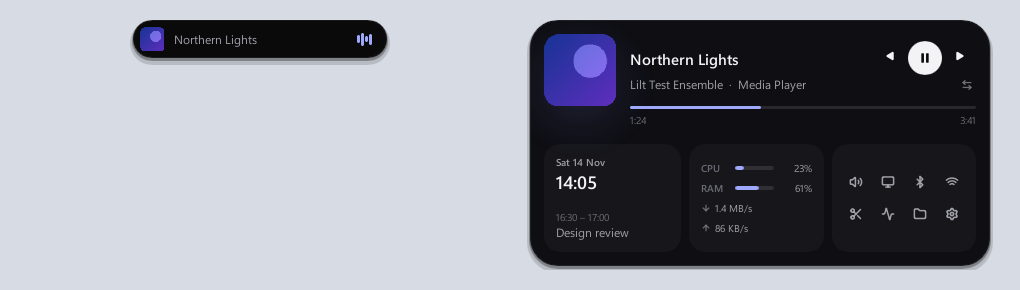 Northern Lights
Northern Lights
Lilt Test Ensemble · Media Player
1:24 3:41
Sat 14 Nov
14:05
16:30 – 17:00
Design review
CPU 23%
RAM 61%
1.4 MB/s
86 KB/s